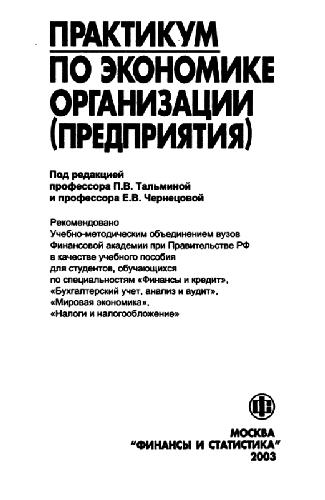 ПРАКТИКУМ
ПО ЭКОНОМИКЕ
ОРГАНИЗАЦИИ
(ПРЕДПРИЯТИЯ)
Под редакцией
профессора П.В. Тальминой
и профессора Е.В. Чернецовой
Рекомендовано
Учебно-методическим объединением вузов
Финансовой академии при Правительстве РФ
в качестве учебного пособия
для студентов, обучающихся
по специальностям «Финансы и кредит»,
«Бухгалтерский учет, анализ и аудит»,
«Мировая экономика»,
«Налоги и налогообложение»
МОСКВА
"ФИНАНСЫ И СТАТИСТИКА"
2003